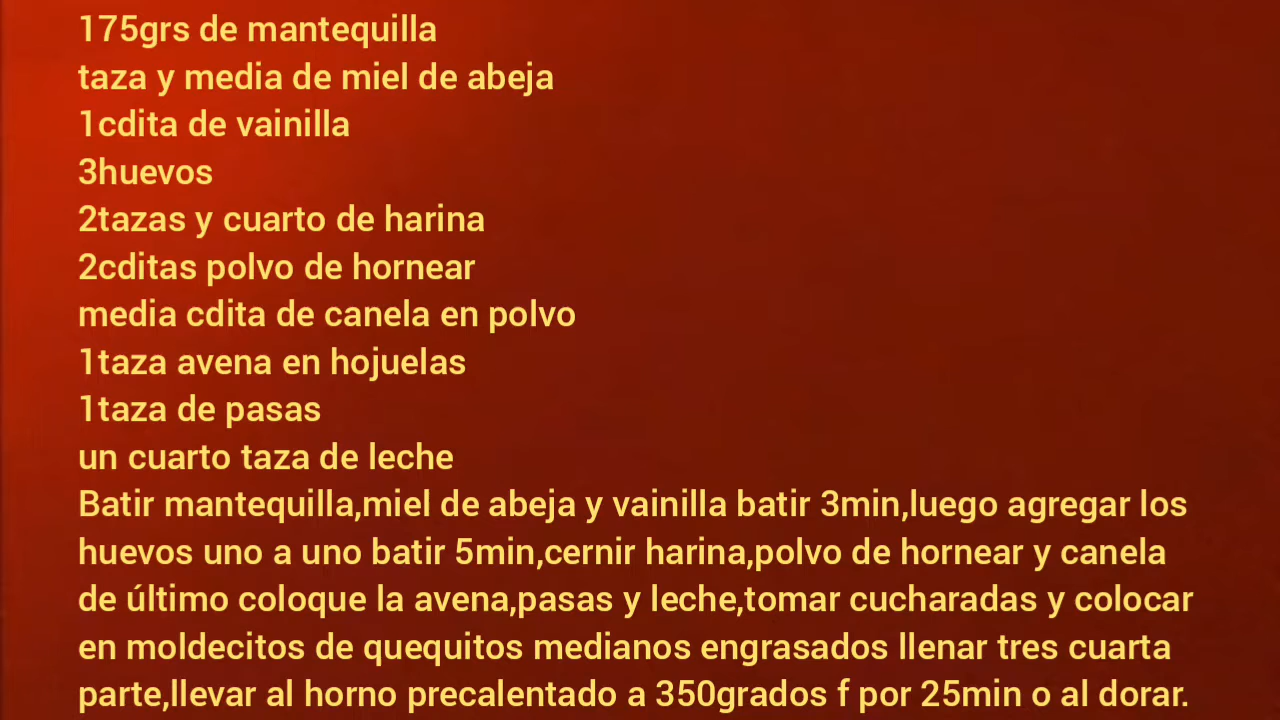 175grs de mantequilla
taza y media de miel de abeja
1cdita de vainilla
3huevos
2tazas y cuarto de harina
2cditas polvo de hornear
media cdita de canela en polvo
1taza avena en hojuelas
1taza de pasas
un cuarto taza de leche
Batir mantequilla,miel de abeja y vainilla batir 3min,luego agregar los
huevos uno a uno batir 5min,cernir harina,polvo de hornear y canela
de último coloque la avena,pasas y leche,tomar cucharadas y colocar
en moldecitos de quequitos medianos engrasados llenar tres cuarta
parte,llevar al horno precalentado a 350grados f por 25min o al dorar.